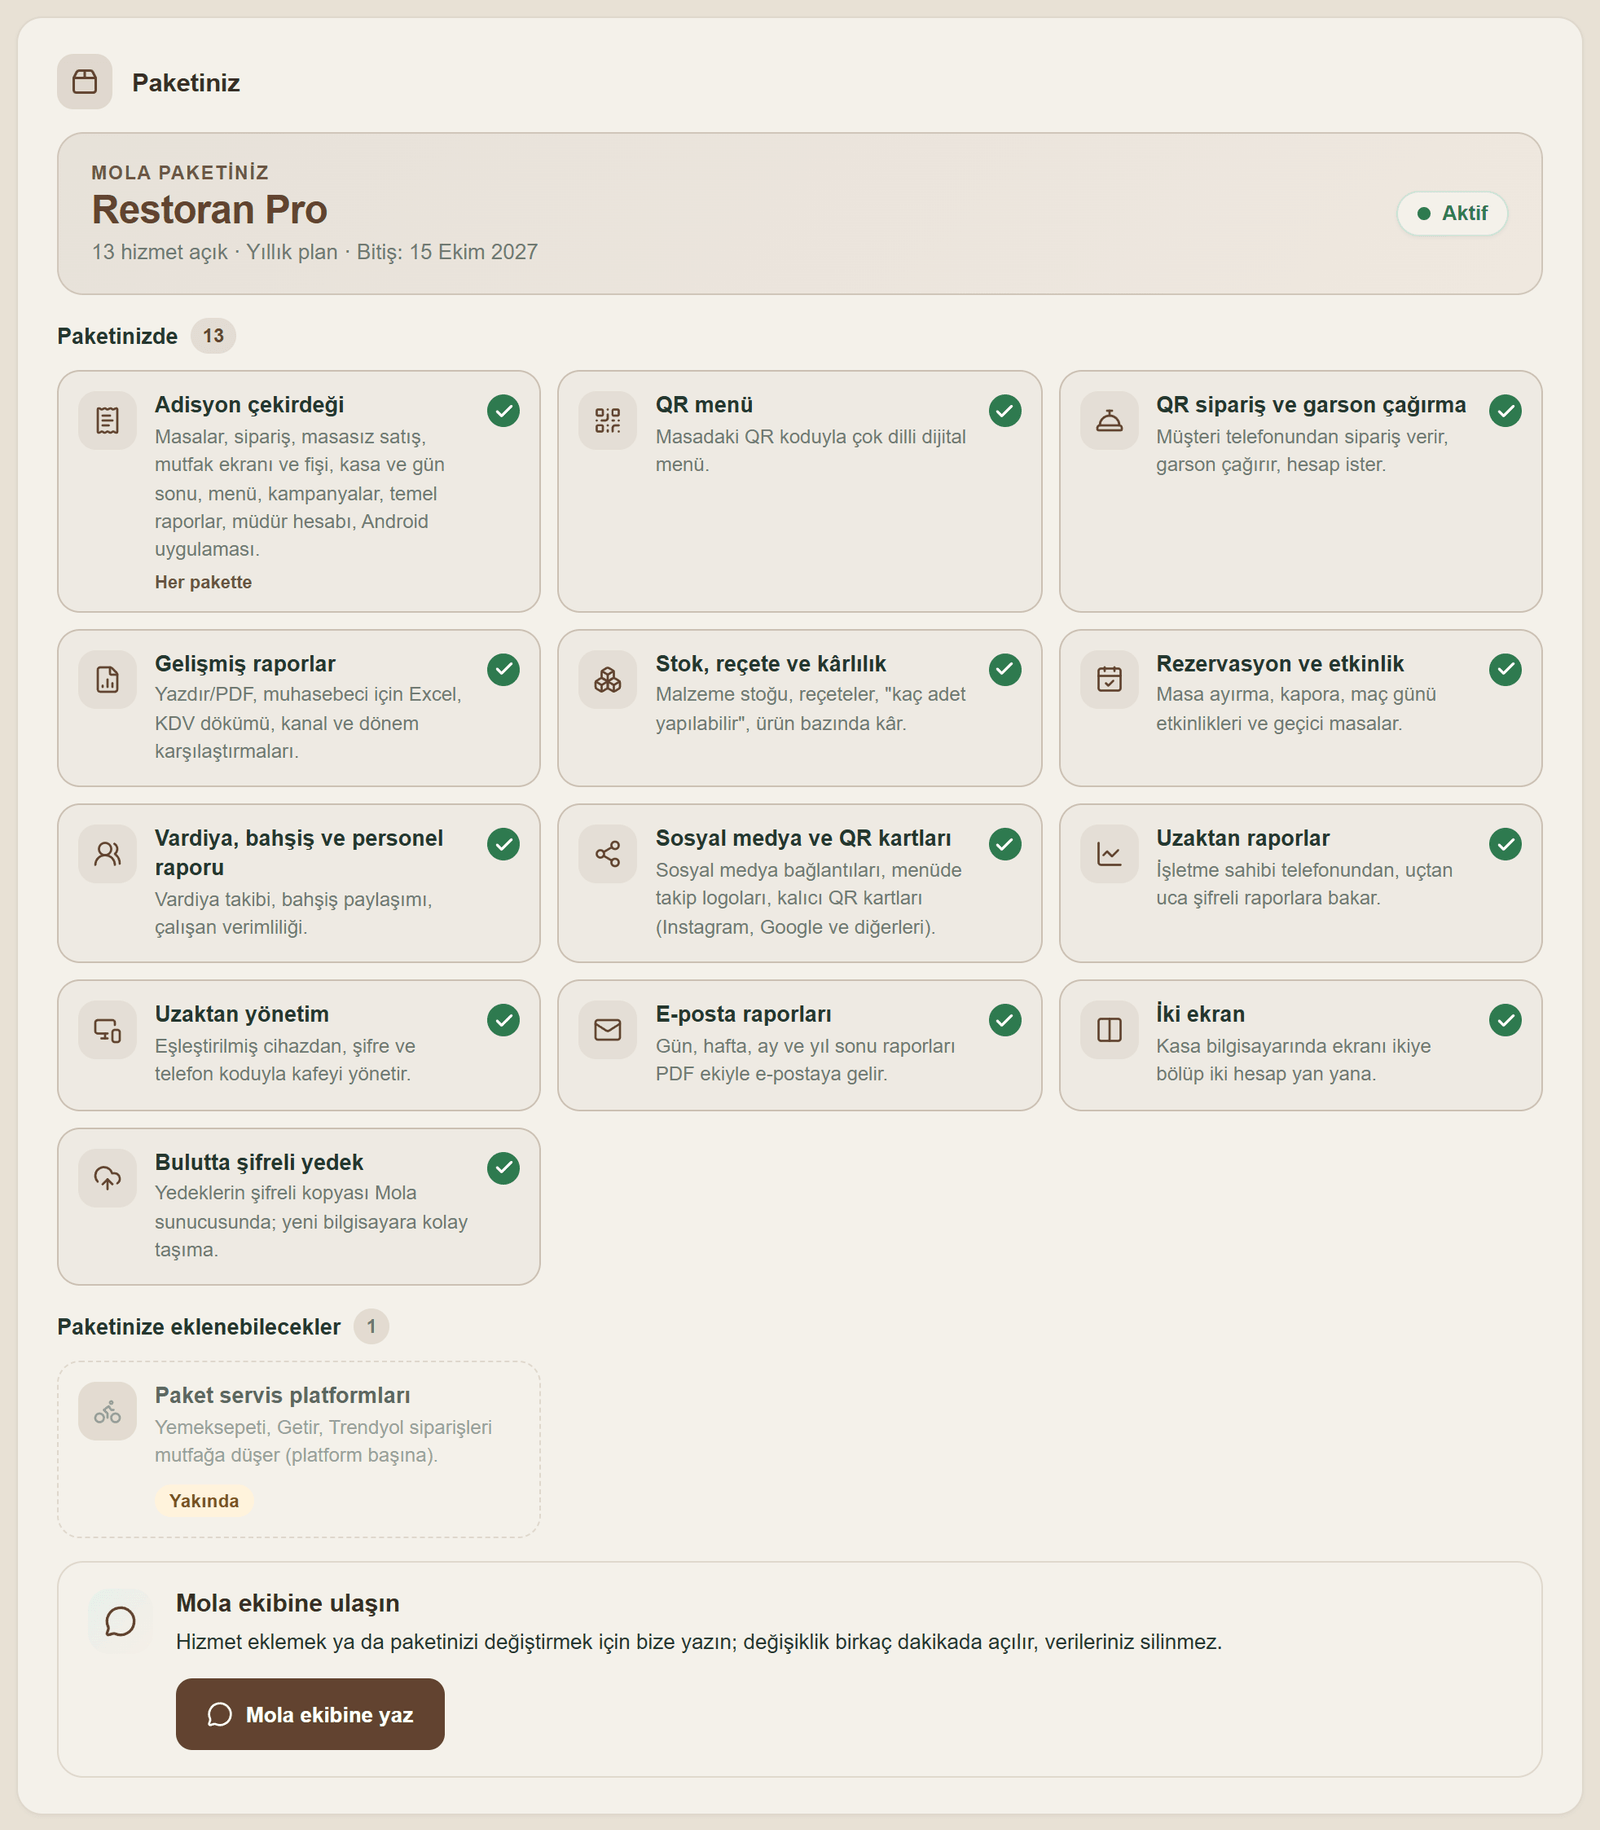 Paketiniz
MOLA PAKETİNİZ
Restoran Pro
13 hizmet açık · Yıllık plan · Bitiş: 15 Ekim 2027
Aktif
Paketinizde 13
Adisyon çekirdeği
Masalar, sipariş, masasız satış,
mutfak ekranı ve fişi, kasa ve gün
sonu, menü, kampanyalar, temel
raporlar, müdür hesabı, Android
uygulaması.
Her pakette
QR menü
Masadaki QR koduyla çok dilli dijital
menü.
QR sipariş ve garson çağırma
Müşteri telefonundan sipariş verir,
garson çağırır, hesap ister.
Gelişmiş raporlar
Yazdır/PDF, muhasebeci için Excel,
KDV dökümü, kanal ve dönem
karşılaştırmaları.
Stok, reçete ve kârlılık
Malzeme stoğu, reçeteler, "kaç adet
yapılabilir", ürün bazında kâr.
Rezervasyon ve etkinlik
Masa ayırma, kapora, maç günü
etkinlikleri ve geçici masalar.
Vardiya, bahşiş ve personel
raporu
Vardiya takibi, bahşiş paylaşımı,
çalışan verimliliği.
Sosyal medya ve QR kartları
Sosyal medya bağlantıları, menüde
takip logoları, kalıcı QR kartları
(Instagram, Google ve diğerleri).
Uzaktan raporlar
İşletme sahibi telefonundan, uçtan
uca şifreli raporlara bakar.
Uzaktan yönetim
Eşleştirilmiş cihazdan, şifre ve
telefon koduyla kafeyi yönetir.
E-posta raporları
Gün, hafta, ay ve yıl sonu raporları
PDF ekiyle e-postaya gelir.
İki ekran
Kasa bilgisayarında ekranı ikiye
bölüp iki hesap yan yana.
Bulutta şifreli yedek
Yedeklerin şifreli kopyası Mola
sunucusunda; yeni bilgisayara kolay
taşıma.
Paketinize eklenebilecekler 1
Paket servis platformları
Yemeksepeti, Getir, Trendyol siparişleri
mutfağa düşer (platform başına).
Yakında
Mola ekibine ulaşın
Hizmet eklemek ya da paketinizi değiştirmek için bize yazın; değişiklik birkaç dakikada açılır, verileriniz silinmez.
Mola ekibine yaz